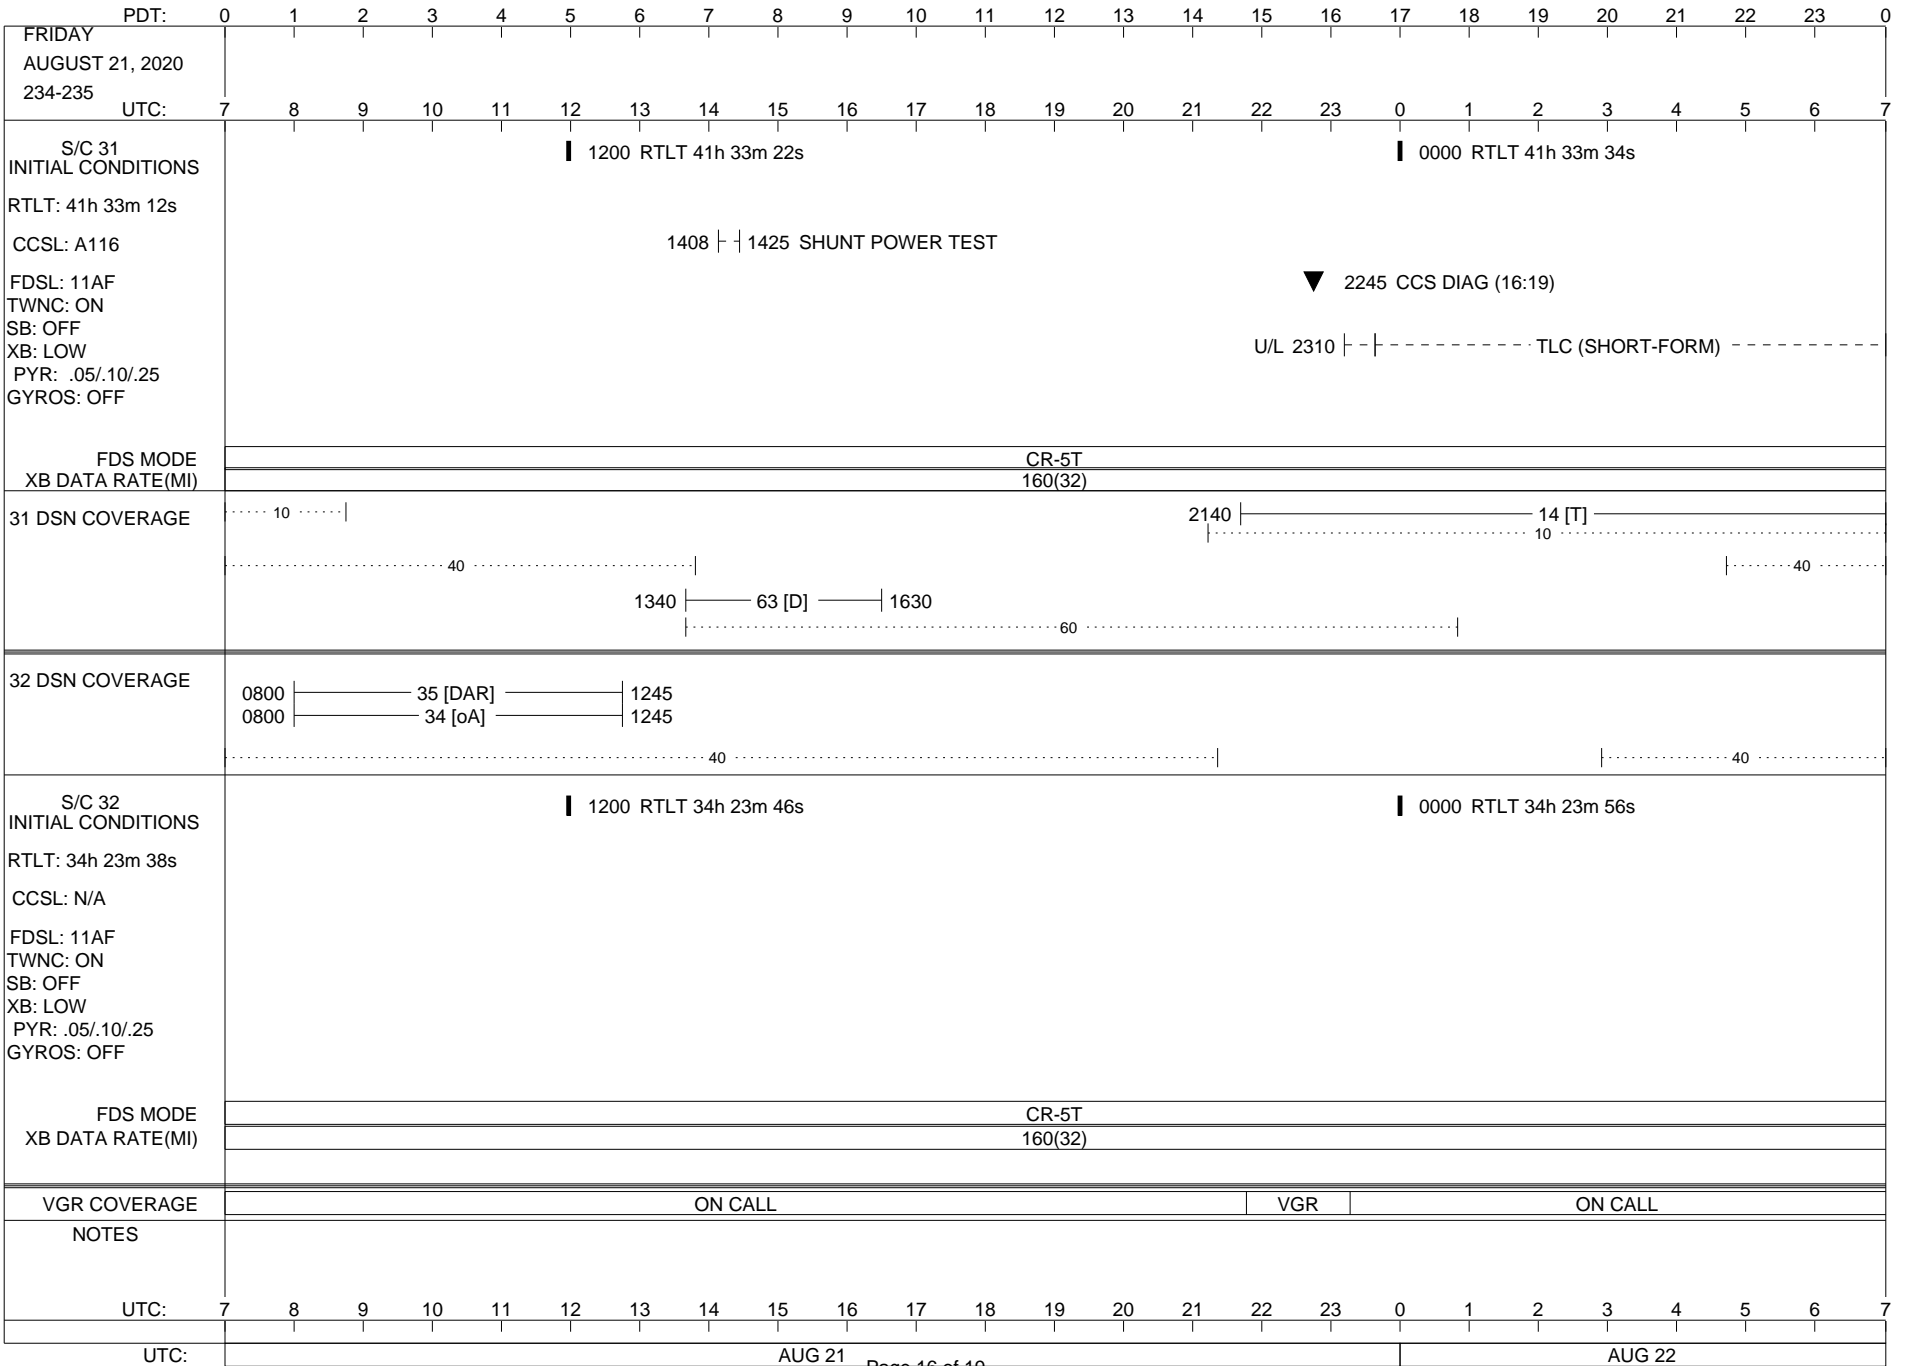 PDT: 0 1 2 3 4 5 6 7 8 9 10 11 12 13 14 15 16 17 18 19 20 21 22 23 0
FRIDAY
AUGUST 21, 2020
234-235
UTC: 7 8 9 10 11 12 13 14 15 16 17 18 19 20 21 22 23 0 1 2 3 4 5 6 7
S/C 31
INITIAL CONDITIONS
1200 RTLT 41h 33m 22s
0000 RTLT 41h 33m 34s
RTLT: 41h 33m 12s
CCSL: A116
1408 1425 SHUNT POWER TEST
FDSL: 11AF
2245 CCS DIAG (16:19)
TWNC: ON
SB: OFF
XB: LOW
U/L 2310 TLC (SHORT-FORM)
PYR: .05/.10/.25
GYROS: OFF
FDS MODE CR-5T
XB DATA RATE(MI) 160(32)
31 DSN COVERAGE
10
2140 14 [T]
10
40
40
1340 63 [D] 1630
60
32 DSN COVERAGE
0800 35 [DAR] 1245
0800 34 [oA] 1245
40
40
S/C 32
INITIAL CONDITIONS
1200 RTLT 34h 23m 46s
0000 RTLT 34h 23m 56s
RTLT: 34h 23m 38s
CCSL: N/A
FDSL: 11AF
TWNC: ON
SB: OFF
XB: LOW
PYR: .05/.10/.25
GYROS: OFF
FDS MODE CR-5T
XB DATA RATE(MI) 160(32)
VGR COVERAGE ON CALL VGR ON CALL
NOTES
UTC: 7 8 9 10 11 12 13 14 15 16 17 18 19 20 21 22 23 0 1 2 3 4 5 6 7
UTC: AUG 21 AUG 22
Page 16 of 19